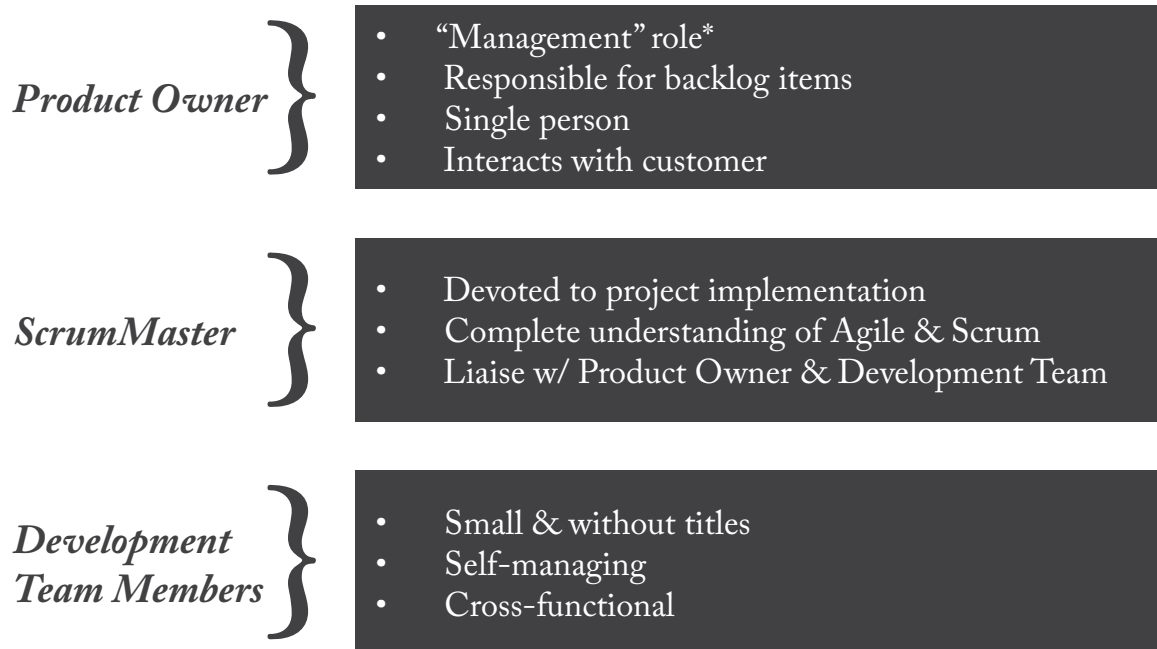 Product Owner
• “Management” role*
• Responsible for backlog items
• Single person
• Interacts with customer
ScrumMaster
• Devoted to project implementation
• Complete understanding of Agile & Scrum
• Liaise w/ Product Owner & Development Team
Development
Team Members
• Small & without titles
• Self-managing
• Cross-functional